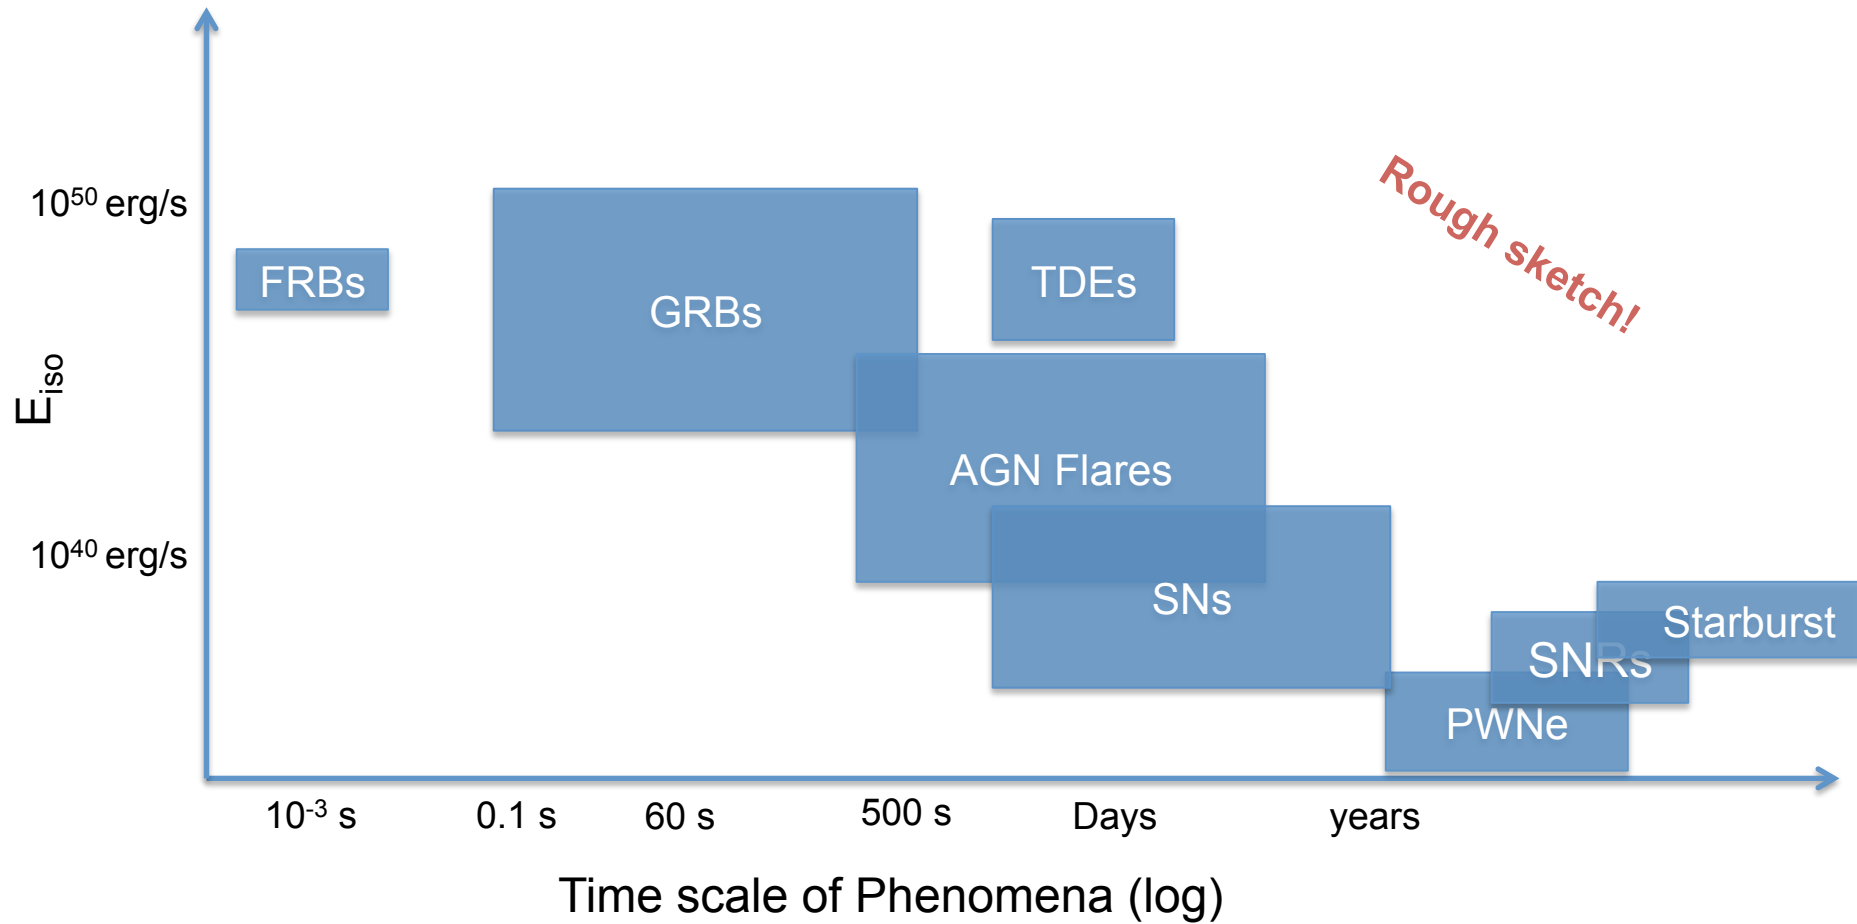 10⁵⁰ erg/s
Rough sketch!
FRBs
TDEs
GRBs
E_iso
AGN Flares
10⁴⁰ erg/s
SNs
Starburst
SNRs
PWNe
10⁻³ s
0.1 s
60 s
500 s
Days
years
Time scale of Phenomena (log)